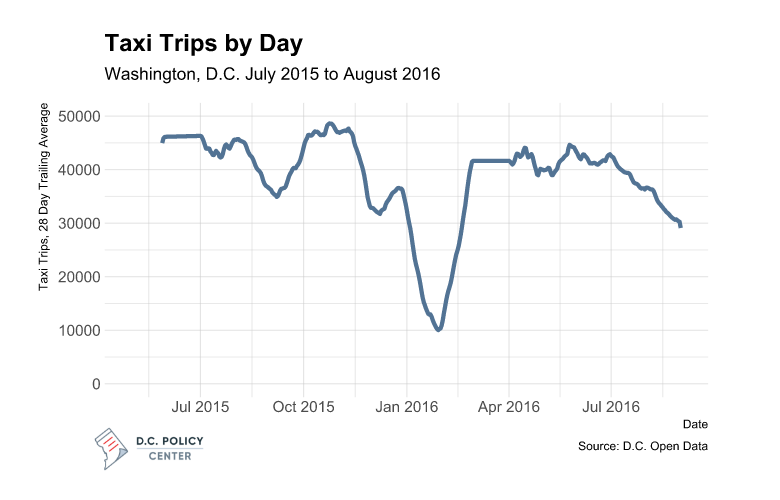 Taxi Trips by Day
Washington, D.C. July 2015 to August 2016
Taxi Trips, 28 Day Trailing Average
50000
40000
30000
20000
10000
0
Jul 2015 Oct 2015 Jan 2016 Apr 2016 Jul 2016
Date
Source: D.C. Open Data
D.C. POLICY
CENTER